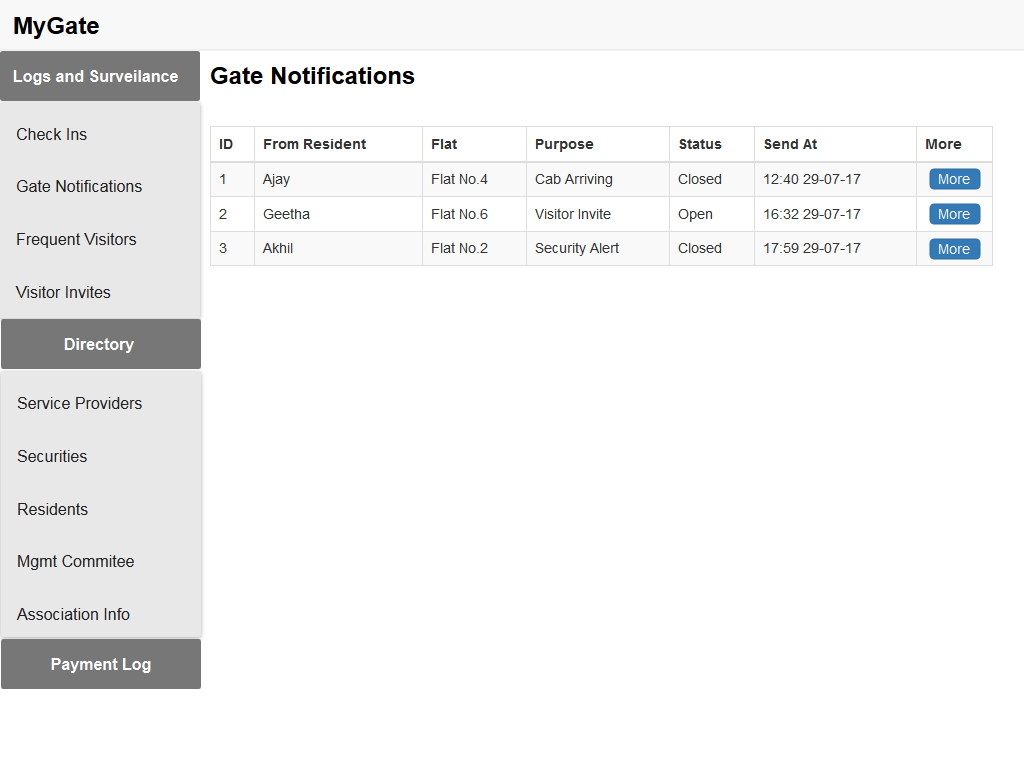 MyGate
Logs and Surveilance
Check Ins
Gate Notifications
Frequent Visitors
Visitor Invites
Directory
Service Providers
Securities
Residents
Mgmt Commitee
Association Info
Payment Log
Gate Notifications
ID From Resident Flat Purpose Status Send At More
1 Ajay Flat No.4 Cab Arriving Closed 12:40 29-07-17 More
2 Geetha Flat No.6 Visitor Invite Open 16:32 29-07-17 More
3 Akhil Flat No.2 Security Alert Closed 17:59 29-07-17 More